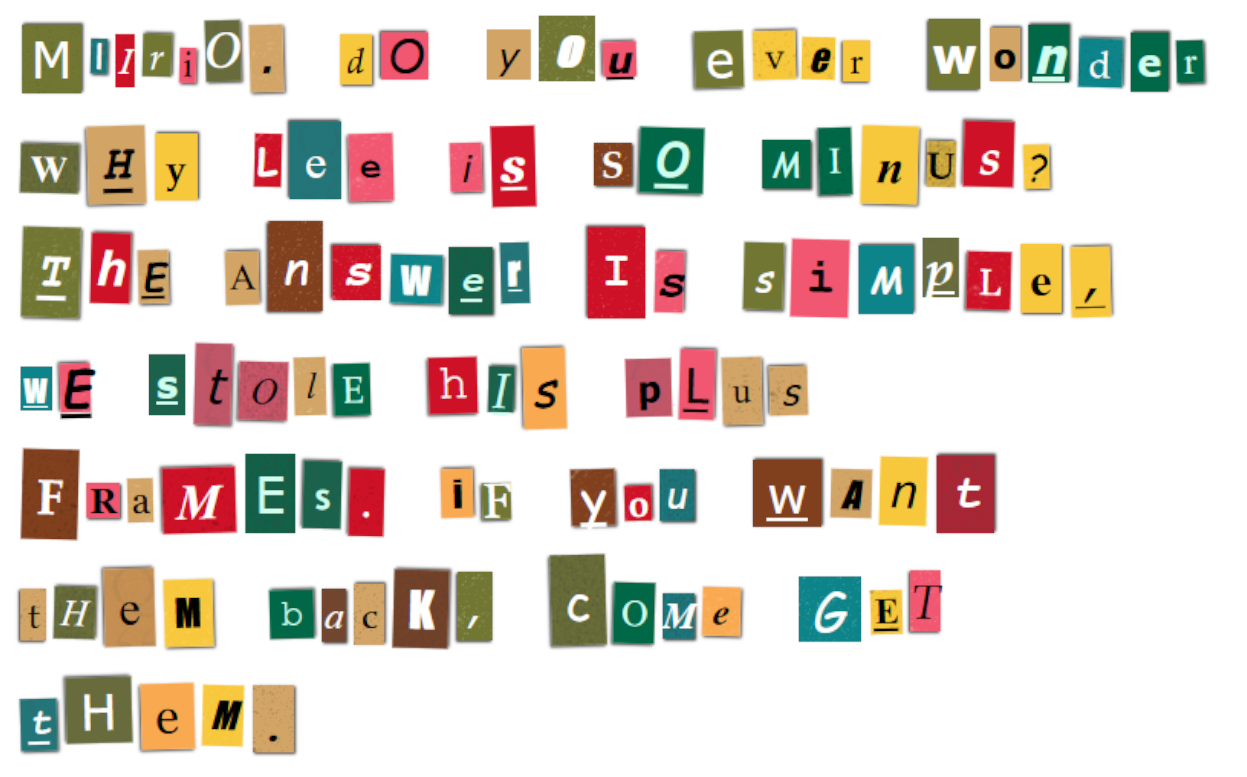 MIIriO. dO yOu ever wonder
wHy Lee is sO MInUs?
ThE Answer Is siMpLe,
wE stOlE hIs pLus
FRaMEs. iF you wAnT
tHeM bacK, COMe GET
tHeM.